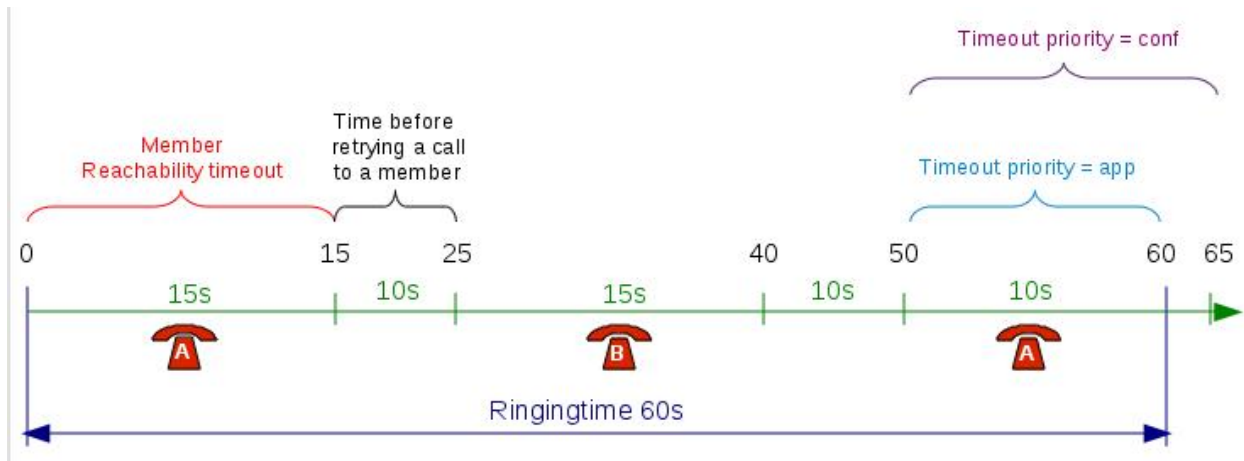 Timeout priority = conf
Time before
retrying a call
to a member
Member
Reachability timeout
Timeout priority = app
0 15 25 40 50 60 65
15s 10s 15s 10s 10s
A B A
Ringingtime 60s